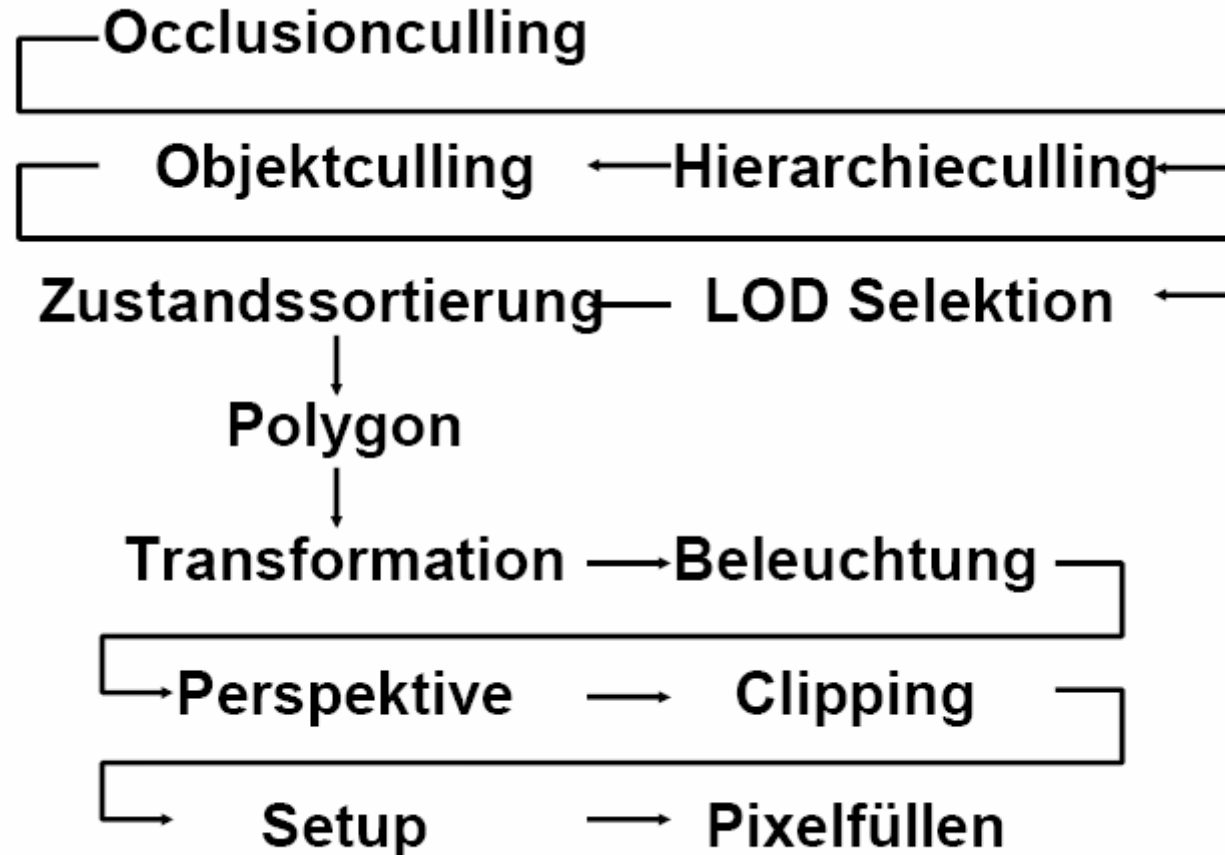 Occlusionculling
Objektculling Hierarchieculling
Zustandssortierung LOD Selektion
Polygon
Transformation Beleuchtung
Perspektive Clipping
Setup Pixelfüllen